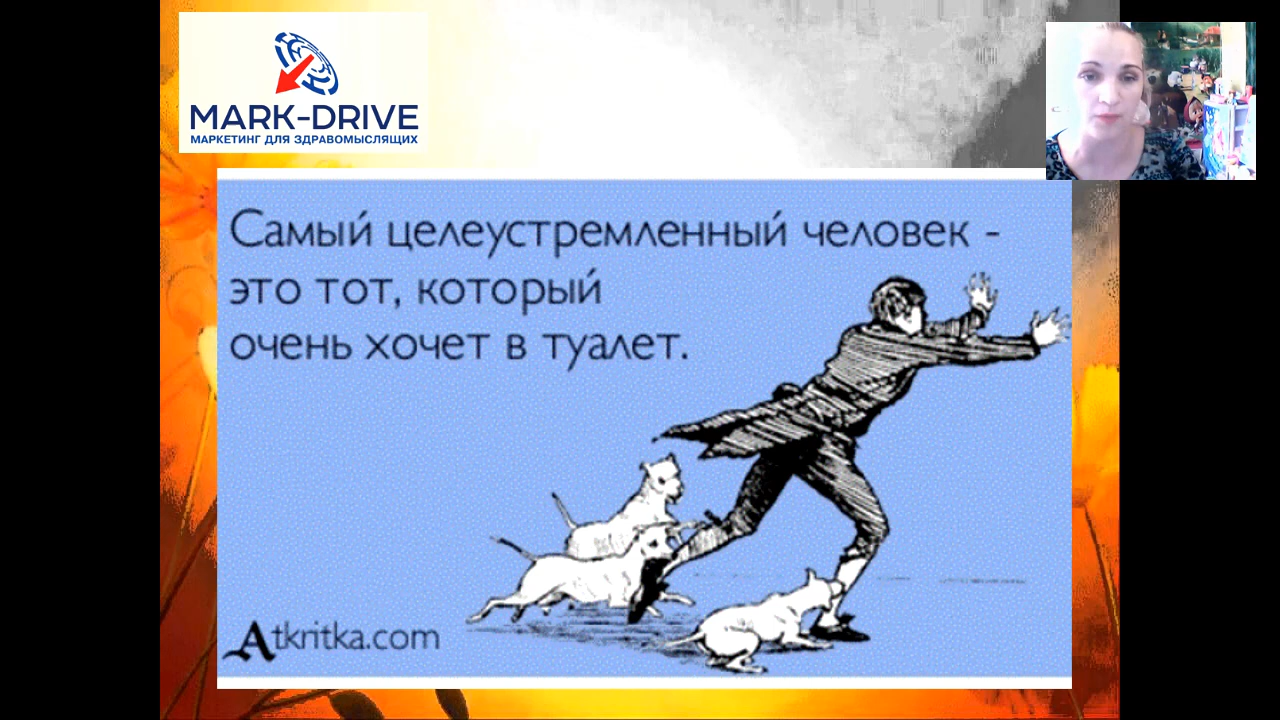 MARK-DRIVE
МАРКЕТИНГ ДЛЯ ЗДРАВОМЫСЛЯЩИХ
Самый целеустремленный человек -
это тот, который
очень хочет в туалет.
Atkritka.com